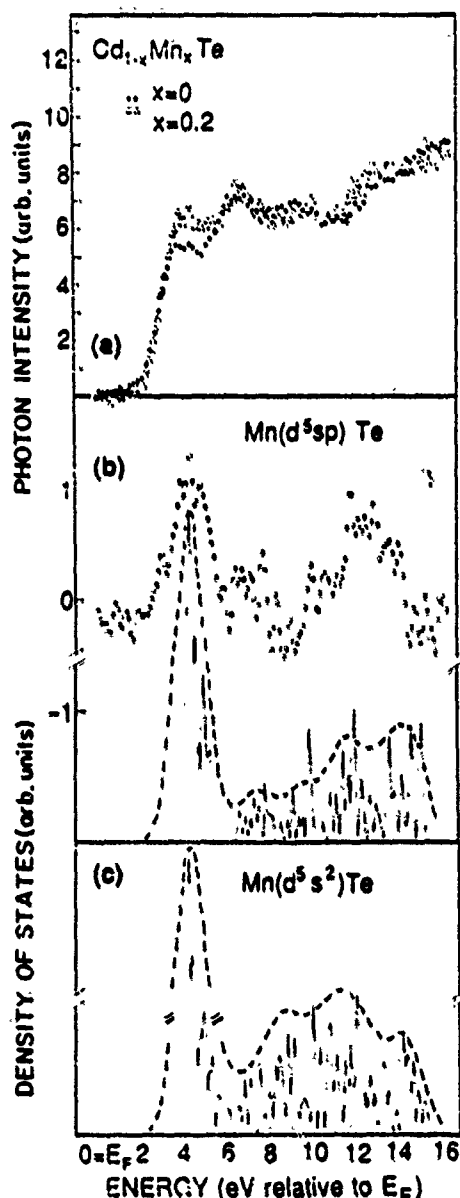 Cd1-xMnxTe
x=0
x=0.2
12
10
8
6
4
2
(a)
PHOTON INTENSITY (arb. units)
Mn(d⁵sp) Te
(b)
1
0
-1
DENSITY OF STATES (arb. units)
(c)
Mn(d⁵s²)Te
0=EF 2 4 6 8 10 12 14 16
ENERGY (eV relative to EF)